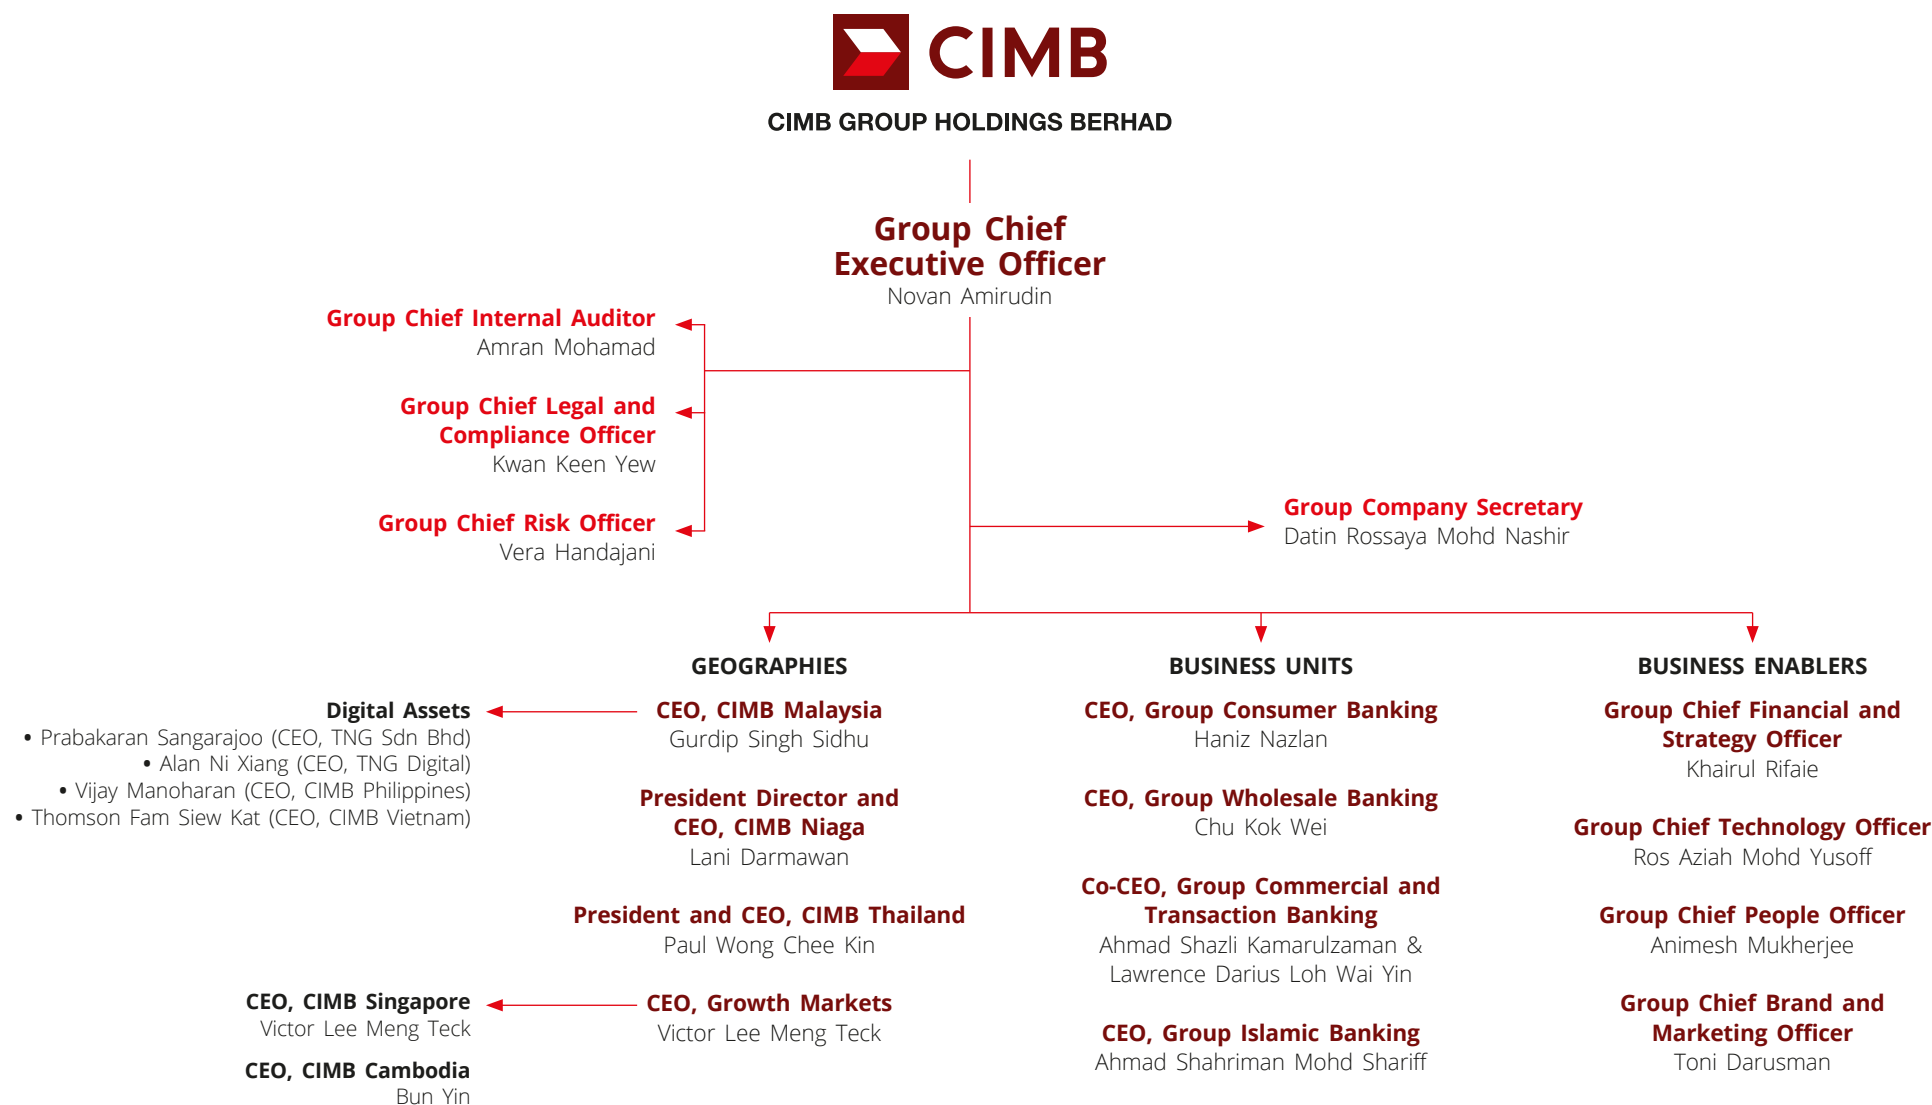 CIMB
CIMB GROUP HOLDINGS BERHAD
Group Chief
Executive Officer
Novan Amirudin
Group Chief Internal Auditor
Amran Mohamad
Group Chief Legal and
Compliance Officer
Kwan Keen Yew
Group Chief Risk Officer
Vera Handajani
Group Company Secretary
Datin Rossaya Mohd Nashir
GEOGRAPHIES
CEO, CIMB Malaysia
Gurdip Singh Sidhu
Digital Assets
• Prabakaran Sangarajoo (CEO, TNG Sdn Bhd)
• Alan Ni Xiang (CEO, TNG Digital)
• Vijay Manoharan (CEO, CIMB Philippines)
• Thomson Fam Siew Kat (CEO, CIMB Vietnam)
President Director and
CEO, CIMB Niaga
Lani Darmawan
President and CEO, CIMB Thailand
Paul Wong Chee Kin
CEO, Growth Markets
Victor Lee Meng Teck
CEO, CIMB Singapore
Victor Lee Meng Teck
CEO, CIMB Cambodia
Bun Yin
BUSINESS UNITS
CEO, Group Consumer Banking
Haniz Nazlan
CEO, Group Wholesale Banking
Chu Kok Wei
Co-CEO, Group Commercial and
Transaction Banking
Ahmad Shazli Kamarulzaman &
Lawrence Darius Loh Wai Yin
CEO, Group Islamic Banking
Ahmad Shahriman Mohd Shariff
BUSINESS ENABLERS
Group Chief Financial and
Strategy Officer
Khairul Rifaie
Group Chief Technology Officer
Ros Aziah Mohd Yusoff
Group Chief People Officer
Animesh Mukherjee
Group Chief Brand and
Marketing Officer
Toni Darusman